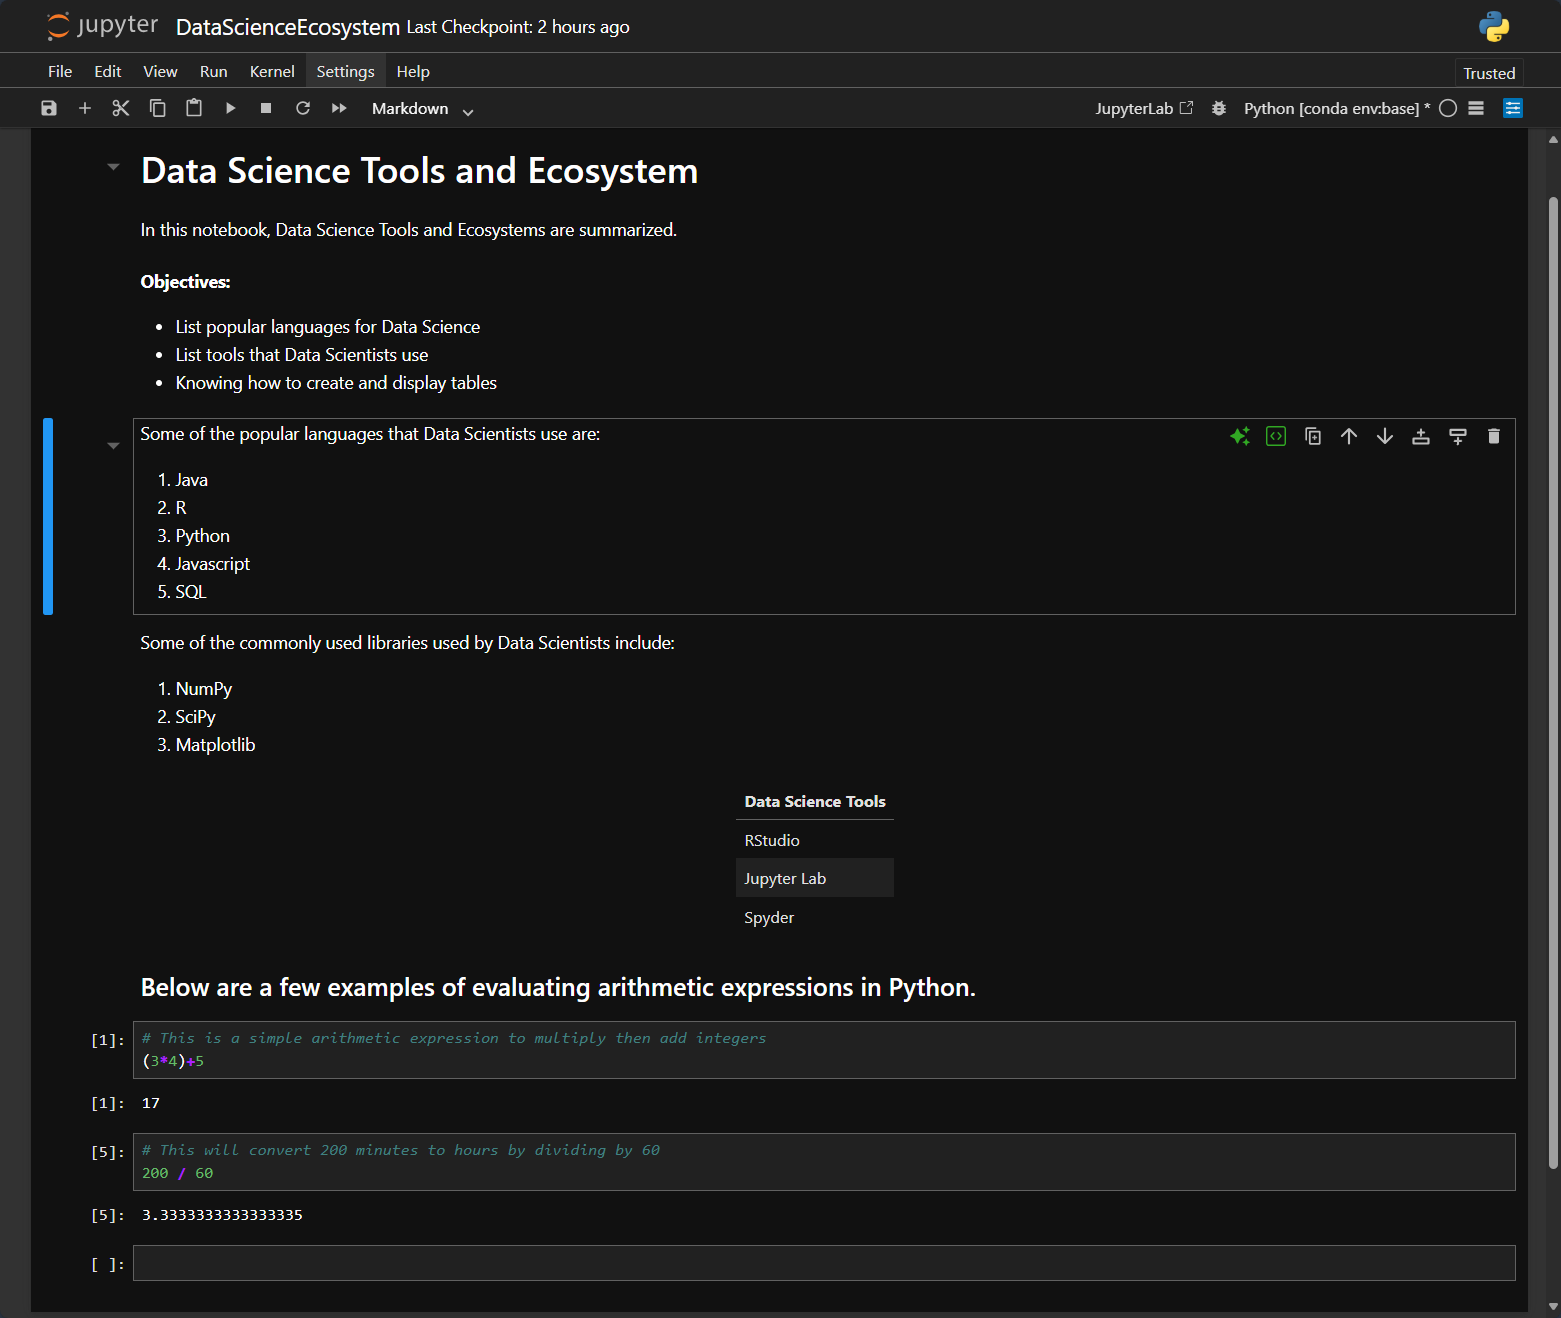 jupyter DataScienceEcosystem Last Checkpoint: 2 hours ago
File Edit View Run Kernel Settings Help
Trusted
Markdown JupyterLab Python [conda env:base] *
Data Science Tools and Ecosystem
In this notebook, Data Science Tools and Ecosystems are summarized.
Objectives:
• List popular languages for Data Science
• List tools that Data Scientists use
• Knowing how to create and display tables
Some of the popular languages that Data Scientists use are:
1. Java
2. R
3. Python
4. Javascript
5. SQL
Some of the commonly used libraries used by Data Scientists include:
1. NumPy
2. SciPy
3. Matplotlib
Data Science Tools
RStudio
Jupyter Lab
Spyder
Below are a few examples of evaluating arithmetic expressions in Python.
[1]: # This is a simple arithmetic expression to multiply then add integers
(3*4)+5
[1]: 17
[5]: # This will convert 200 minutes to hours by dividing by 60
200 / 60
[5]: 3.3333333333333335
[ ]: